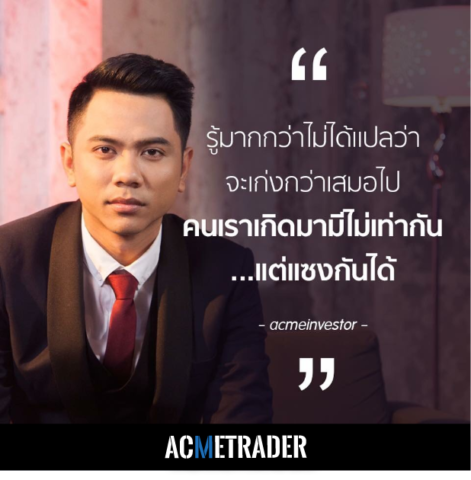 “
รู้มากกว่าไม่ได้แปลว่า
จะเก่งกว่าเสมอไป
คนเราเกิดมามีไม่เท่ากัน
...แต่แซงกันได้
- acmeinvestor -
”
ACMETRADER